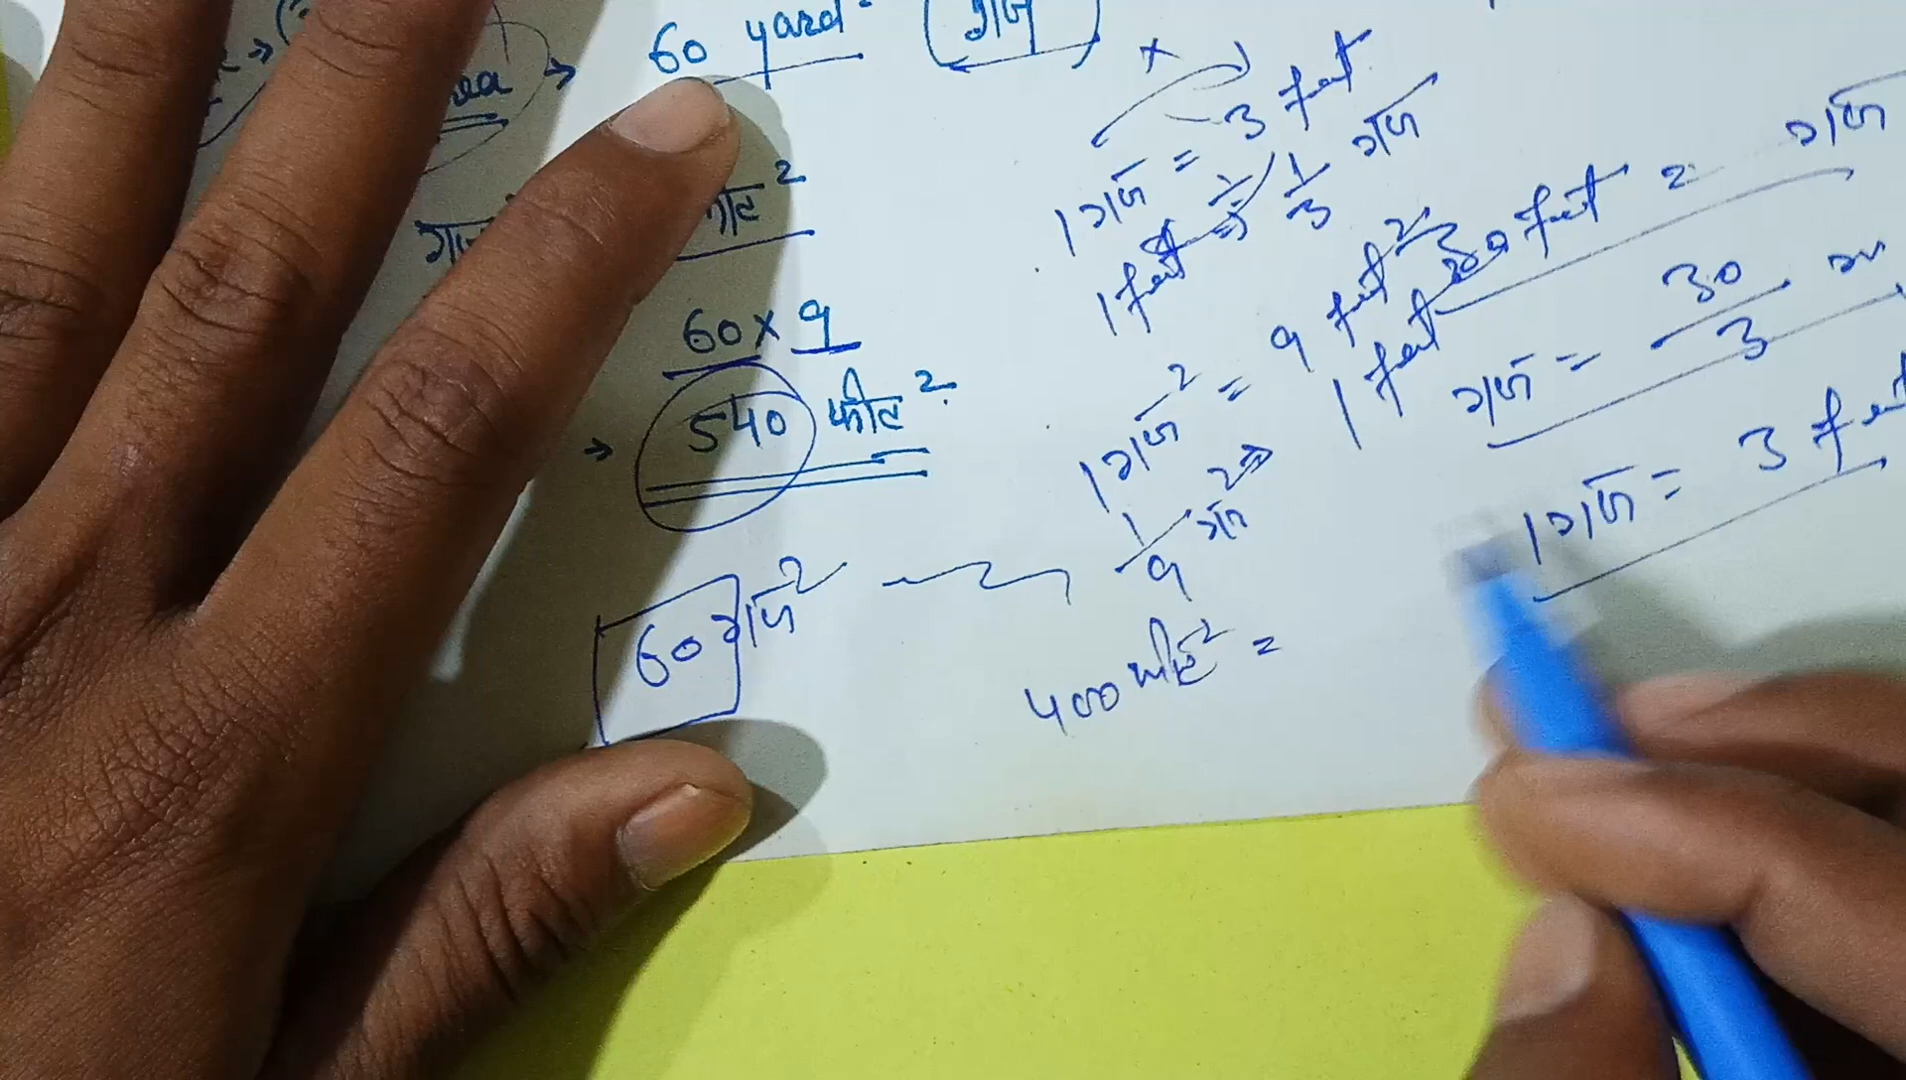 60 yard² (गज)
गज
60 × 9
→ 540 फीट².
60 गज²
1 गज = 3 feet
1 feet = 1/3 गज
1 गज² = 9 feet²
1 feet² ⇒
1/9 गज
400 फीट² =
30 feet = गज
गज = 30/3
1 गज = 3 feet